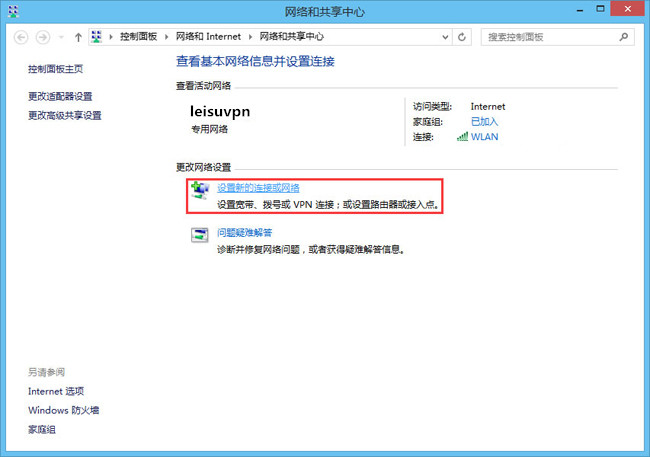 网络和共享中心
控制面板 网络和 Internet 网络和共享中心 搜索控制面板
控制面板主页
更改适配器设置
更改高级共享设置
查看基本网络信息并设置连接
查看活动网络
leisuvpn
专用网络
访问类型: Internet
家庭组: 已加入
连接: WLAN
更改网络设置
设置新的连接或网络
设置宽带、拨号或 VPN 连接；或设置路由器或接入点。
问题疑难解答
诊断并修复网络问题，或者获得疑难解答信息。
另请参阅
Internet 选项
Windows 防火墙
家庭组